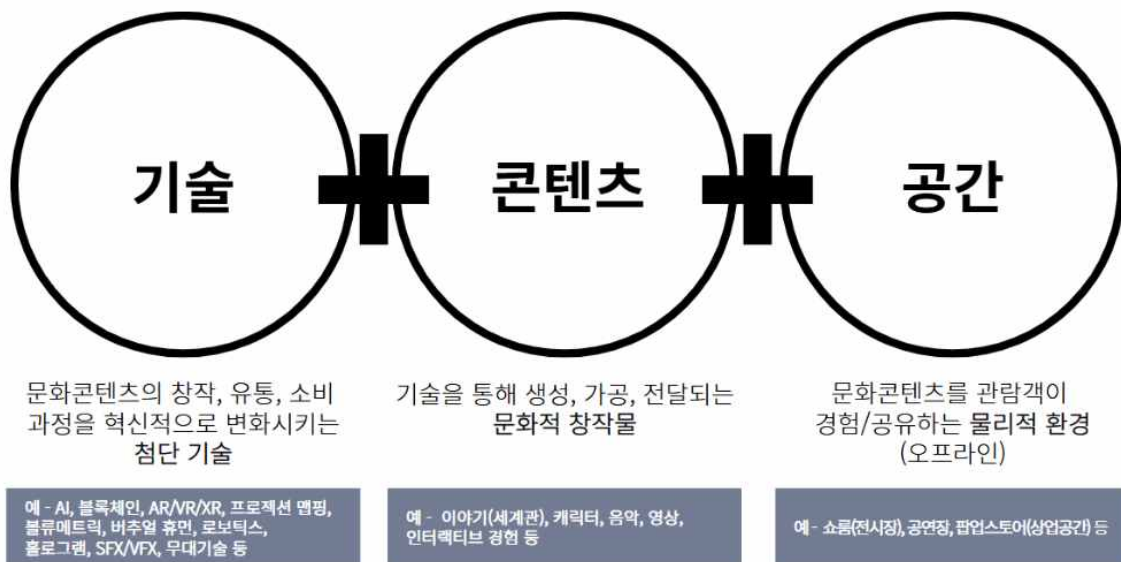 기술
콘텐츠
공간
문화콘텐츠의 창작, 유통, 소비
과정을 혁신적으로 변화시키는
첨단 기술
기술을 통해 생성, 가공, 전달되는
문화적 창작물
문화콘텐츠를 관람객이
경험/공유하는 물리적 환경
(오프라인)
예 - AI, 블록체인, AR/VR/XR, 프로젝션 맵핑,
볼류메트릭, 버추얼 휴먼, 로보틱스,
홀로그램, SFX/VFX, 무대기술 등
예 - 이야기(세계관), 캐릭터, 음악, 영상,
인터랙티브 경험 등
예 - 쇼룸(전시장), 공연장, 팝업스토어(상업공간) 등